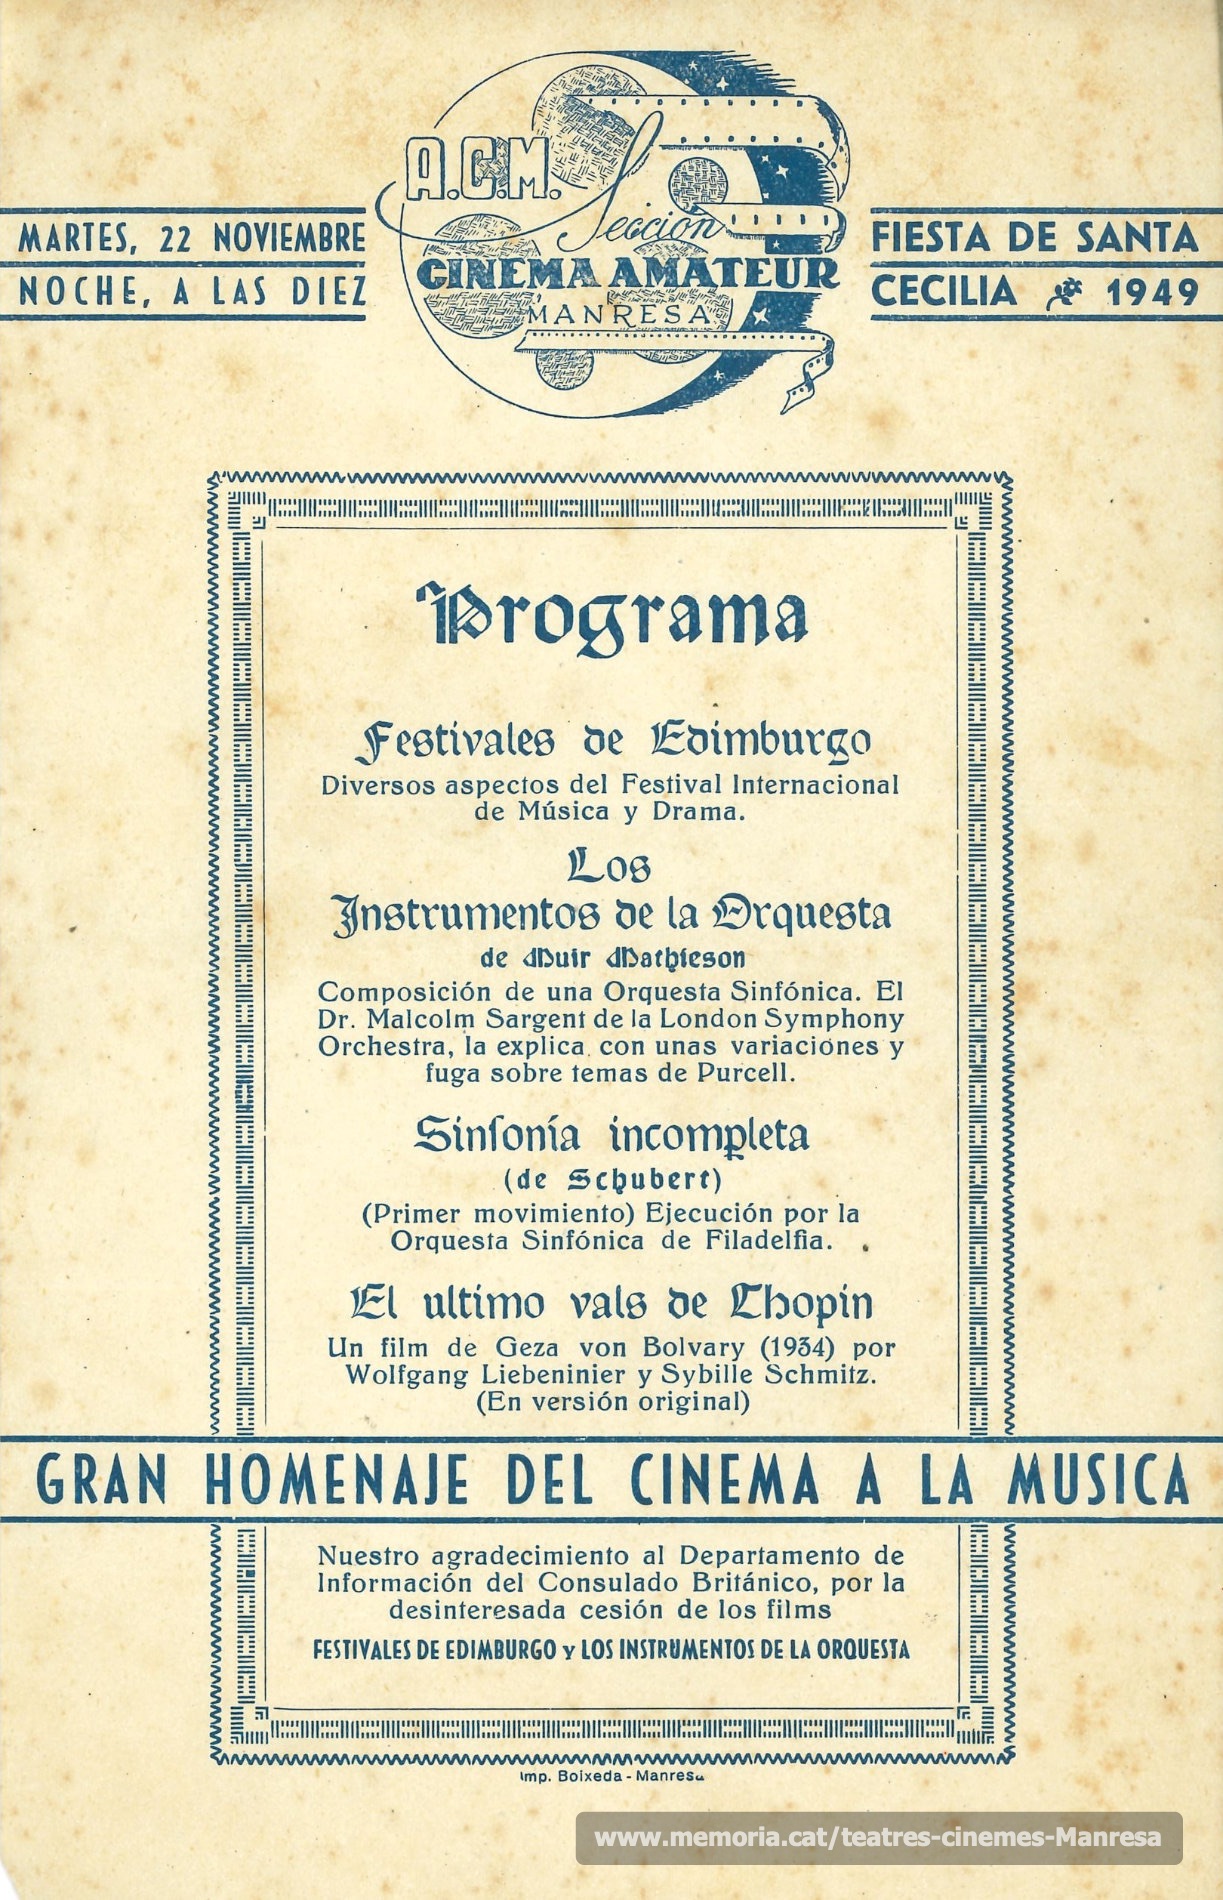 A.C.M. Sección
CINEMA AMATEUR
MANRESA
MARTES, 22 NOVIEMBRE
NOCHE, A LAS DIEZ
FIESTA DE SANTA
CECILIA 1949
Programa
Festivales de Edimburgo
Diversos aspectos del Festival Internacional
de Música y Drama.
Los
Instrumentos de la Orquesta
de Muir Mathieson
Composición de una Orquesta Sinfónica. El
Dr. Malcolm Sargent de la London Symphony
Orchestra, la explica con unas variaciones y
fuga sobre temas de Purcell.
Sinfonía incompleta
(de Schubert)
(Primer movimiento) Ejecución por la
Orquesta Sinfónica de Filadelfia.
El ultimo vals de Chopin
Un film de Geza von Bolvary (1934) por
Wolfgang Liebeninier y Sybille Schmitz.
(En versión original)
GRAN HOMENAJE DEL CINEMA A LA MUSICA
Nuestro agradecimiento al Departamento de
Información del Consulado Británico, por la
desinteresada cesión de los films
FESTIVALES DE EDIMBURGO y LOS INSTRUMENTOS DE LA ORQUESTA
Imp. Boixeda - Manresa
www.memoria.cat/teatres-cinemes-Manresa